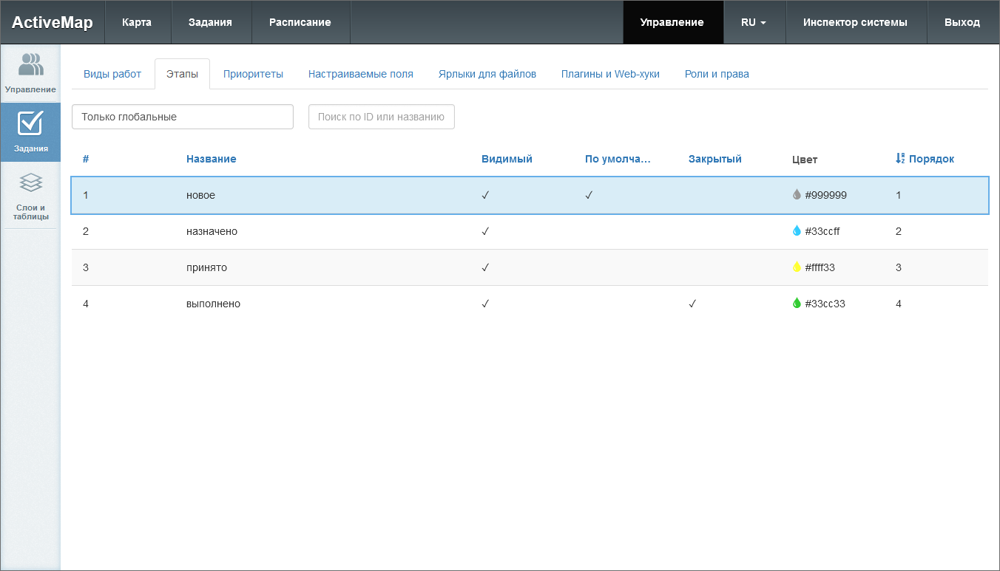 ActiveMap Карта Задания Расписание Управление RU Инспектор системы Выход
Управление
Задания
Слои и
таблицы
Виды работ Этапы Приоритеты Настраиваемые поля Ярлыки для файлов Плагины и Web-хуки Роли и права
Только глобальные Поиск по ID или названию
# Название Видимый По умолча... Закрытый Цвет Порядок
1 новое ✓ ✓ #999999 1
2 назначено ✓ #33ccff 2
3 принято ✓ #ffff33 3
4 выполнено ✓ ✓ #33cc33 4